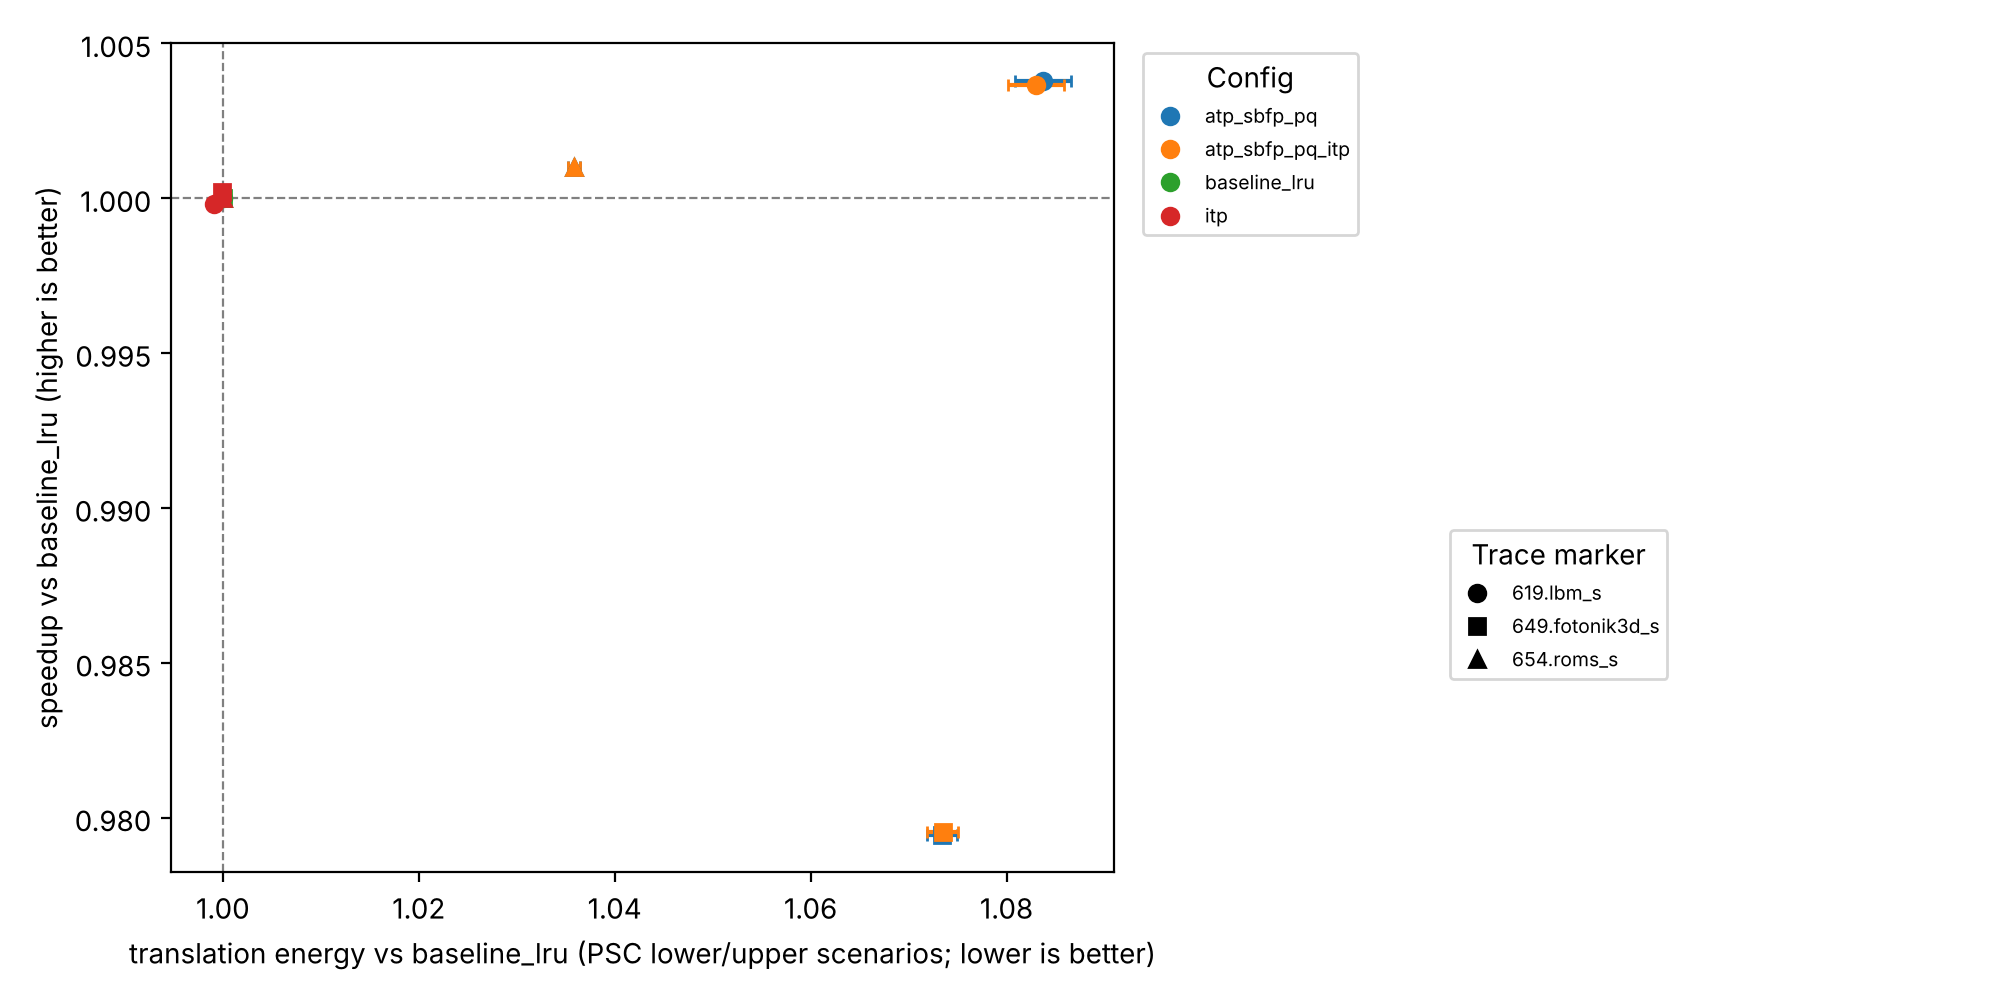 1.005
1.000
0.995
0.990
0.985
0.980
speedup vs baseline_lru (higher is better)
1.00
1.02
1.04
1.06
1.08
translation energy vs baseline_lru (PSC lower/upper scenarios; lower is better)
Config
atp_sbfp_pq
atp_sbfp_pq_itp
baseline_lru
itp
Trace marker
619.lbm_s
649.fotonik3d_s
654.roms_s